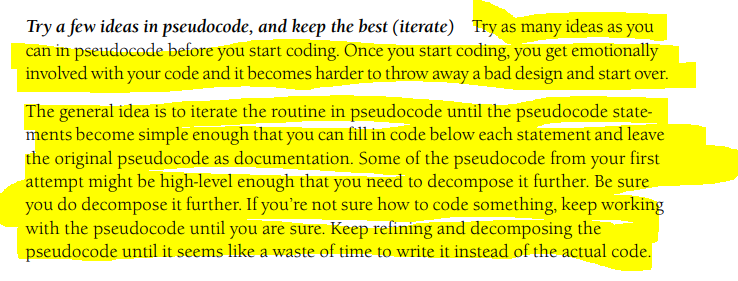 Try a few ideas in pseudocode, and keep the best (iterate) Try as many ideas as you
can in pseudocode before you start coding. Once you start coding, you get emotionally
involved with your code and it becomes harder to throw away a bad design and start over.
The general idea is to iterate the routine in pseudocode until the pseudocode state-
ments become simple enough that you can fill in code below each statement and leave
the original pseudocode as documentation. Some of the pseudocode from your first
attempt might be high-level enough that you need to decompose it further. Be sure
you do decompose it further. If you’re not sure how to code something, keep working
with the pseudocode until you are sure. Keep refining and decomposing the
pseudocode until it seems like a waste of time to write it instead of the actual code.